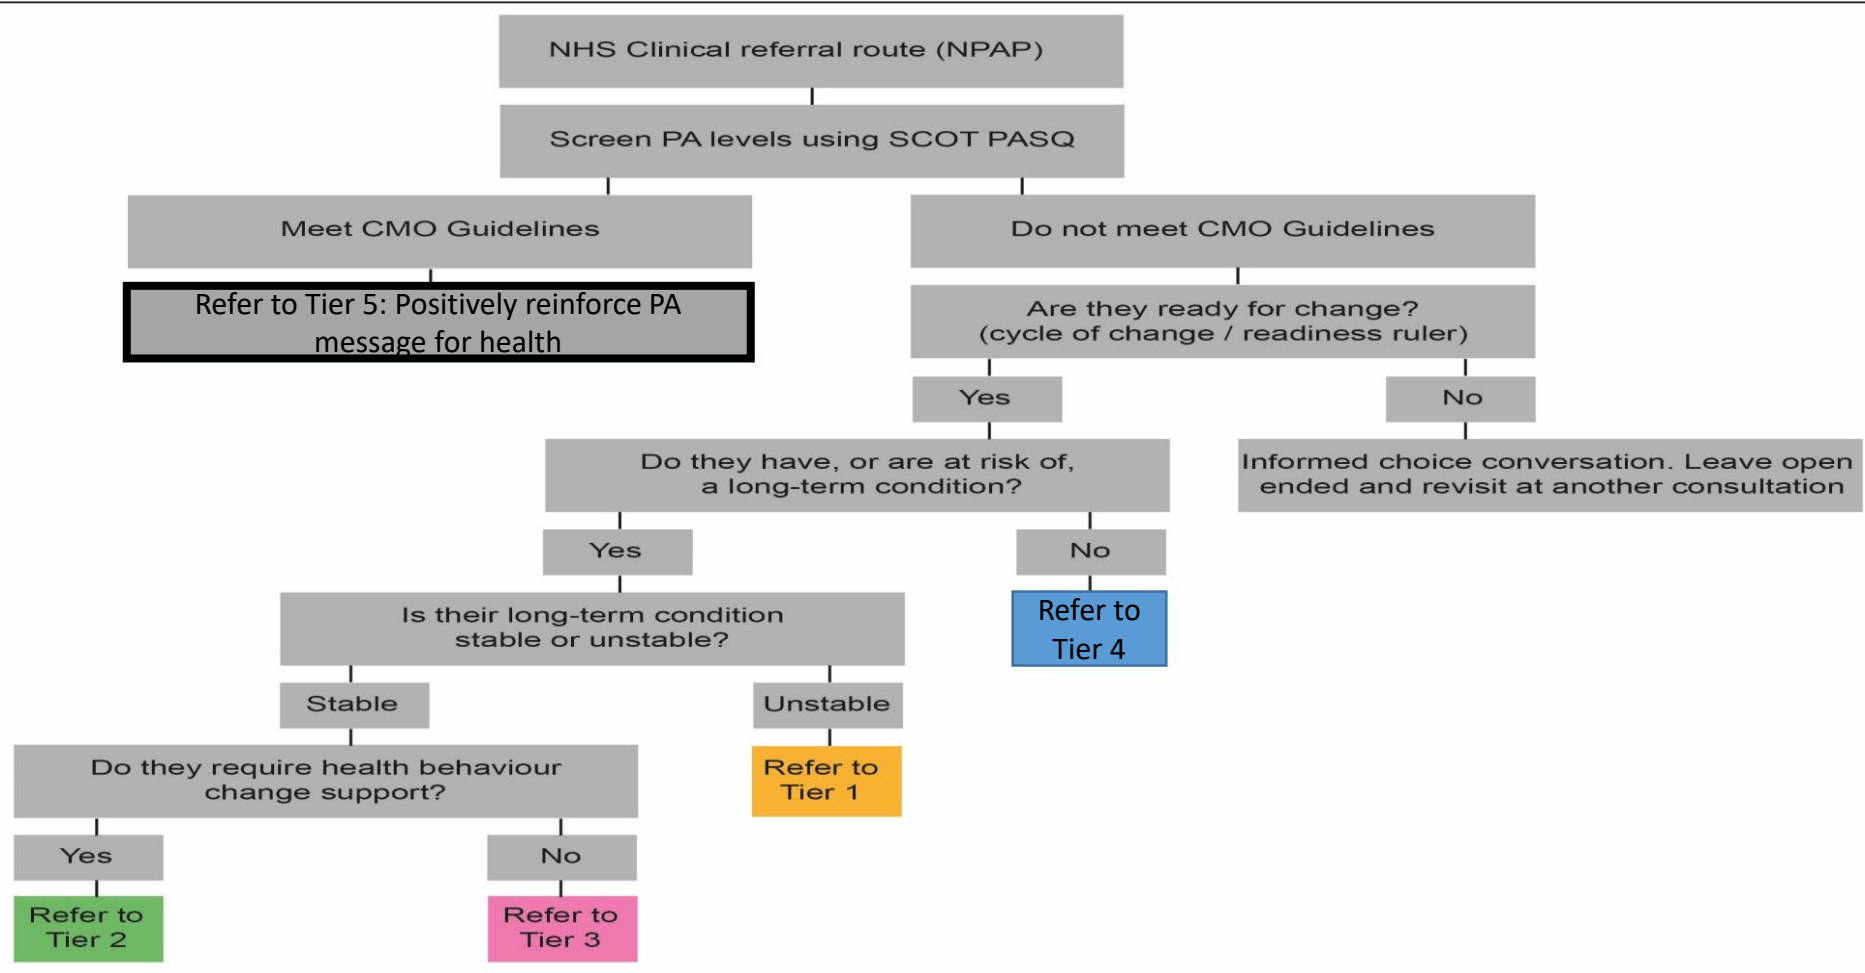 NHS Clinical referral route (NPAP)
Screen PA levels using SCOT PASQ
Meet CMO Guidelines
Do not meet CMO Guidelines
Refer to Tier 5: Positively reinforce PA
message for health
Are they ready for change?
(cycle of change / readiness ruler)
Yes
No
Do they have, or are at risk of,
a long-term condition?
Informed choice conversation. Leave open
ended and revisit at another consultation
Yes
No
Is their long-term condition
stable or unstable?
Refer to
Tier 4
Stable
Unstable
Do they require health behaviour
change support?
Refer to
Tier 1
Yes
No
Refer to
Tier 2
Refer to
Tier 3